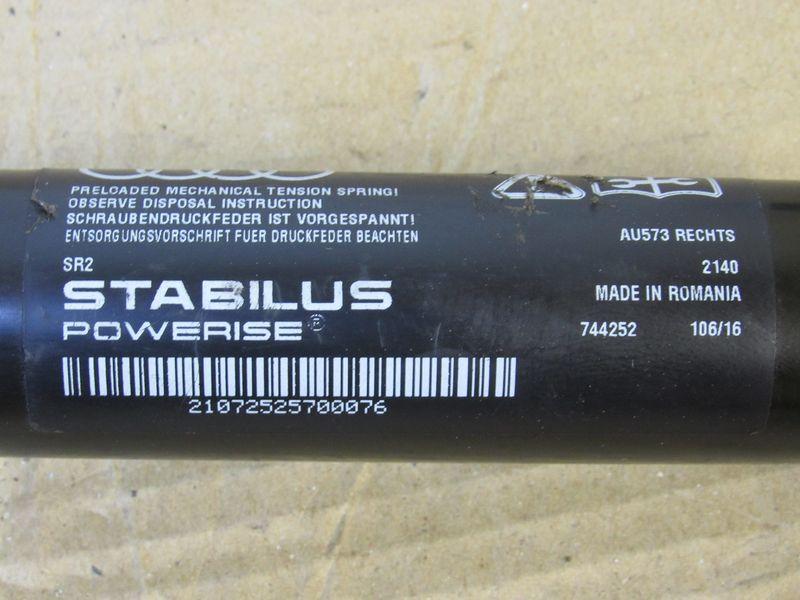 PRELOADED MECHANICAL TENSION SPRING!
OBSERVE DISPOSAL INSTRUCTION
SCHRAUBENDRUCKFEDER IST VORGESPANNT!
ENTSORGUNGSVORSCHRIFT FUER DRUCKFEDER BEACHTEN
AU573 RECHTS
SR2
2140
STABILUS
MADE IN ROMANIA
POWERISE®
744252 106/16
21072525700076